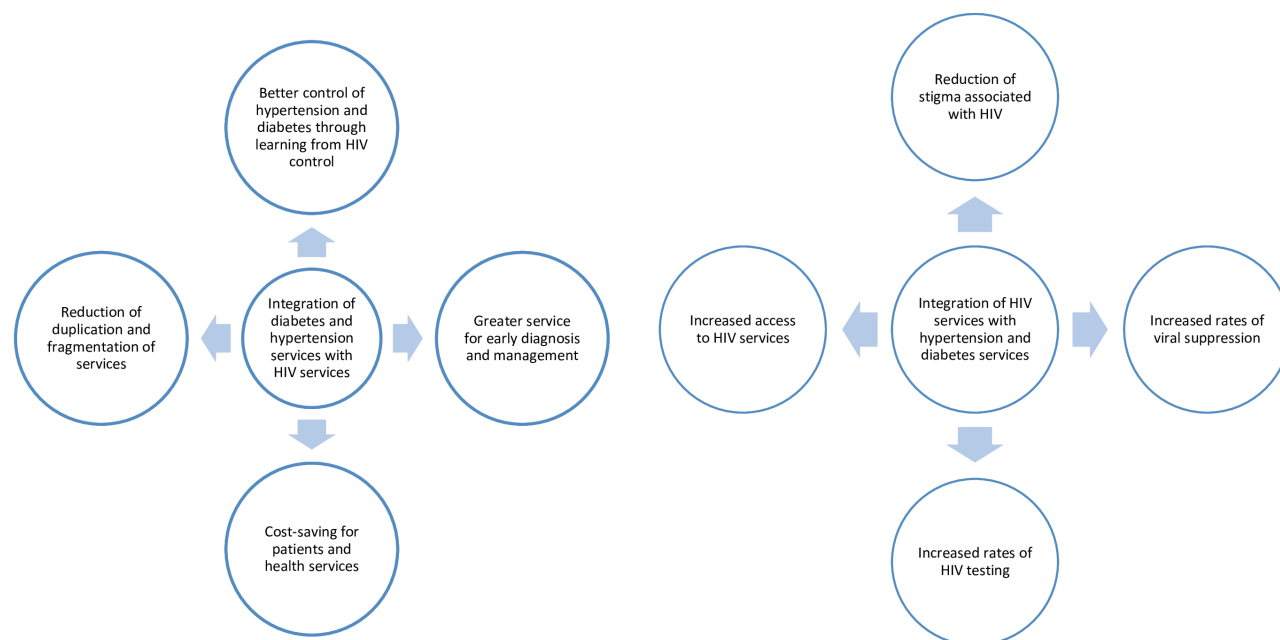 Better control of
hypertension and
diabetes through
learning from HIV
control
Reduction of
duplication and
fragmentation of
services
Integration of
diabetes and
hypertension
services with
HIV services
Greater service
for early diagnosis
and management
Cost-saving for
patients and
health services
Reduction of
stigma associated
with HIV
Increased access
to HIV services
Integration of HIV
services with
hypertension and
diabetes services
Increased rates of
viral suppression
Increased rates of
HIV testing